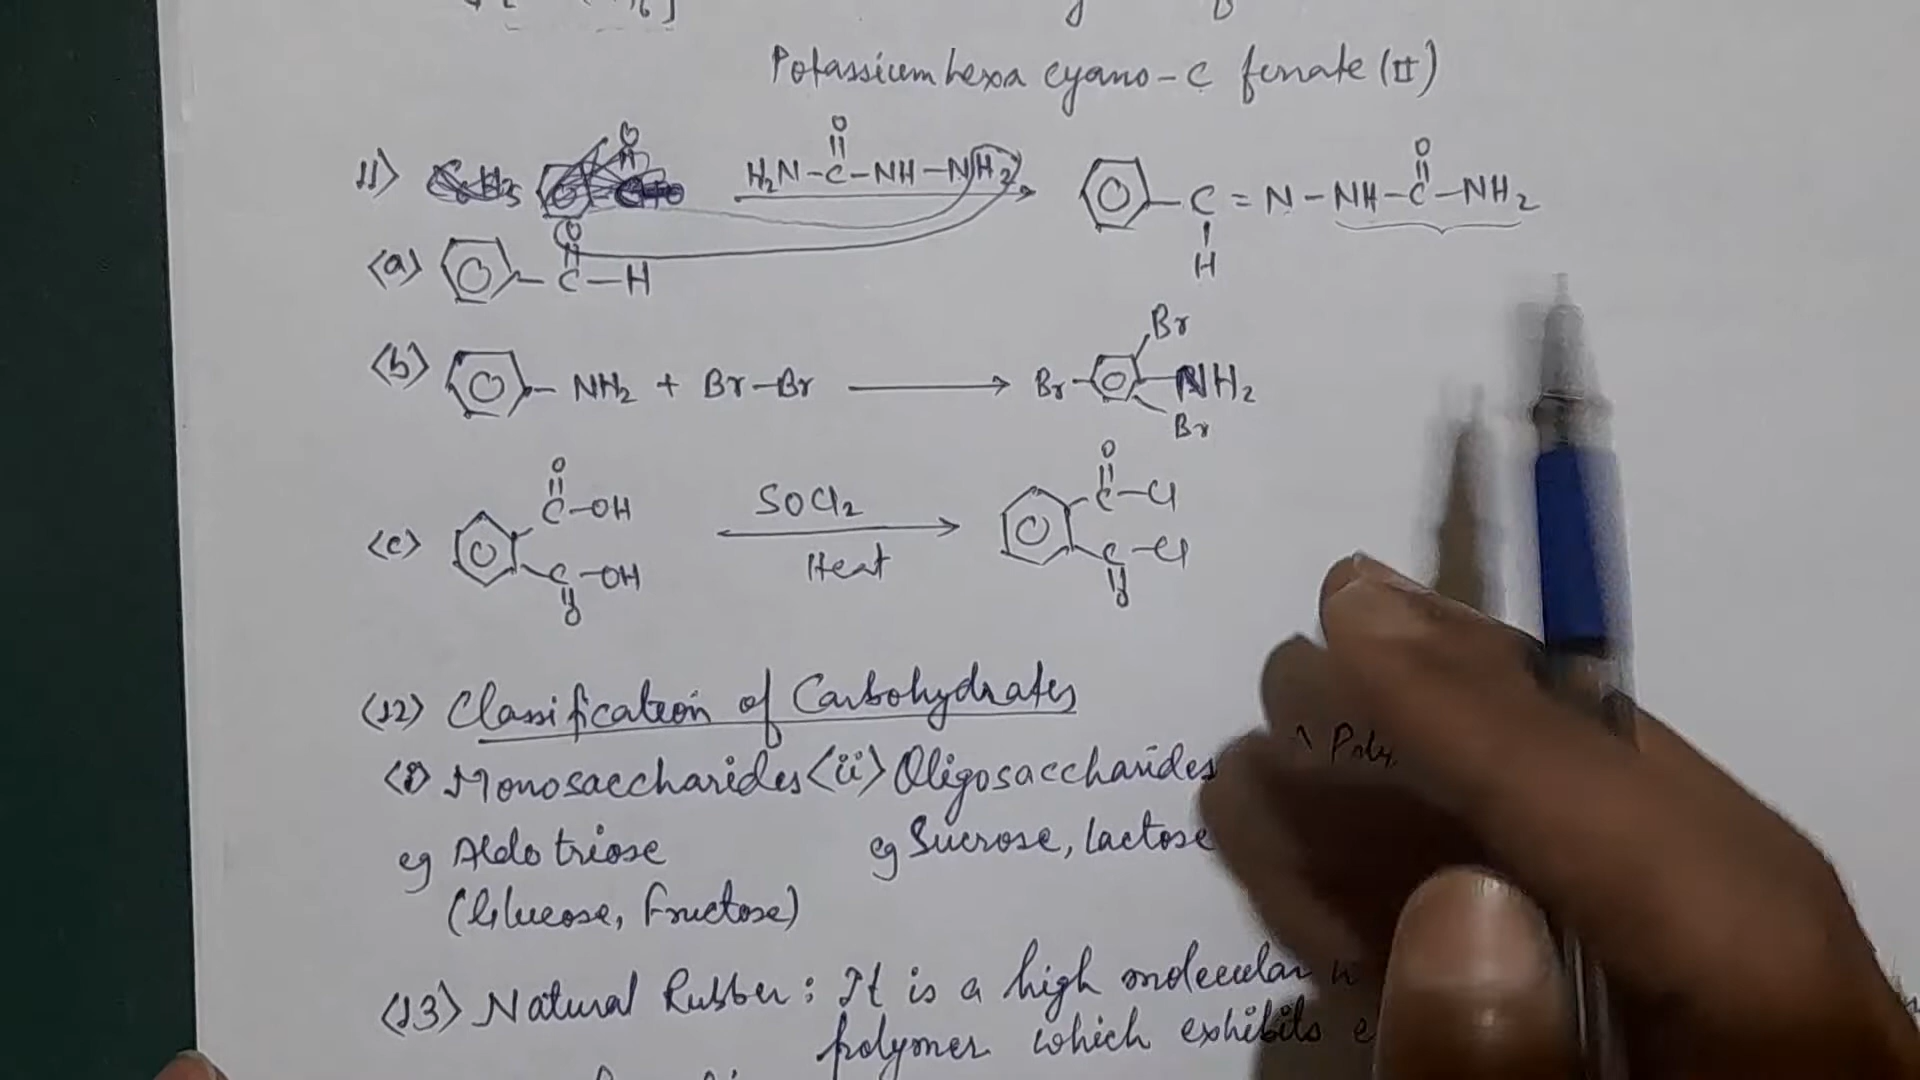 Potassium hexa cyano-C ferrate (II)
11) H₂N-C-NH-NH₂ C=N-NH-C-NH₂
O O H
(a) C-H
O
(b) NH₂ + Br-Br Br NH₂
Br Br
(c) C-OH SOCl₂ C-Cl
O O
C-OH Heat C-Cl
O O
(12) Classification of Carbohydrates
(i) Monosaccharides (ii) Oligosaccharides
eg Aldo triose eg Sucrose, Lactose
(Glucose, Fructose)
(13) Natural Rubber : It is a high molecular
polymer which exhibits